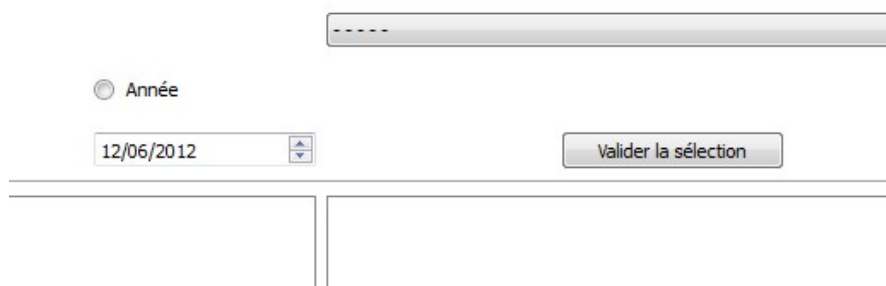 - - - - -
Année
12/06/2012
Valider la sélection